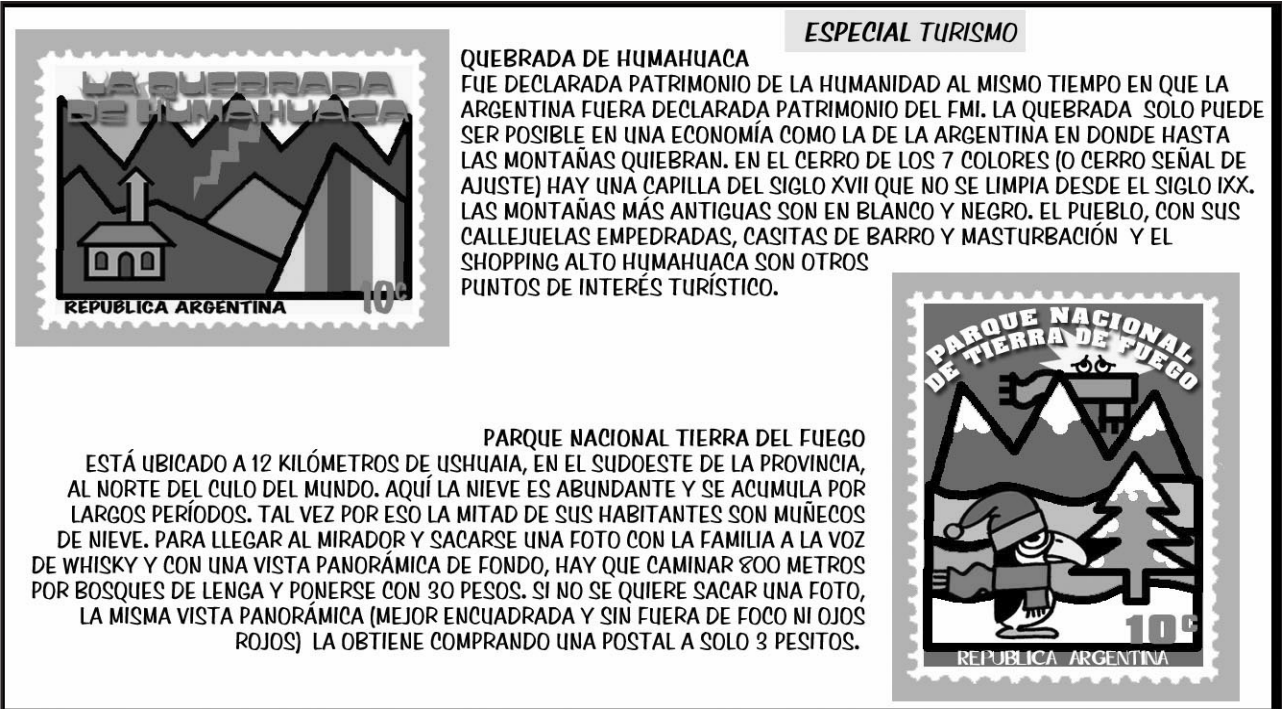 ESPECIAL TURISMO
LA QUEBRADA
DE HUMAHUACA
REPUBLICA ARGENTINA
10c
QUEBRADA DE HUMAHUACA
FUE DECLARADA PATRIMONIO DE LA HUMANIDAD AL MISMO TIEMPO EN QUE LA
ARGENTINA FUERA DECLARADA PATRIMONIO DEL FMI. LA QUEBRADA SOLO PUEDE
SER POSIBLE EN UNA ECONOMÍA COMO LA DE LA ARGENTINA EN DONDE HASTA
LAS MONTAÑAS QUIEBRAN. EN EL CERRO DE LOS 7 COLORES (O CERRO SEÑAL DE
AJUSTE) HAY UNA CAPILLA DEL SIGLO XVII QUE NO SE LIMPIA DESDE EL SIGLO IXX.
LAS MONTAÑAS MÁS ANTIGUAS SON EN BLANCO Y NEGRO. EL PUEBLO, CON SUS
CALLEJUELAS EMPEDRADAS, CASITAS DE BARRO Y MASTURBACIÓN Y EL
SHOPPING ALTO HUMAHUACA SON OTROS
PUNTOS DE INTERÉS TURÍSTICO.
PARQUE NACIONAL
DE TIERRA DE FUEGO
10c
REPUBLICA ARGENTINA
PARQUE NACIONAL TIERRA DEL FUEGO
ESTÁ UBICADO A 12 KILÓMETROS DE USHUAIA, EN EL SUDOESTE DE LA PROVINCIA,
AL NORTE DEL CULO DEL MUNDO. AQUÍ LA NIEVE ES ABUNDANTE Y SE ACUMULA POR
LARGOS PERÍODOS. TAL VEZ POR ESO LA MITAD DE SUS HABITANTES SON MUÑECOS
DE NIEVE. PARA LLEGAR AL MIRADOR Y SACARSE UNA FOTO CON LA FAMILIA A LA VOZ
DE WHISKY Y CON UNA VISTA PANORÁMICA DE FONDO, HAY QUE CAMINAR 800 METROS
POR BOSQUES DE LENGA Y PONERSE CON 30 PESOS. SI NO SE QUIERE SACAR UNA FOTO,
LA MISMA VISTA PANORÁMICA (MEJOR ENCUADRADA Y SIN FUERA DE FOCO NI OJOS
ROJOS) LA OBTIENE COMPRANDO UNA POSTAL A SOLO 3 PESITOS.